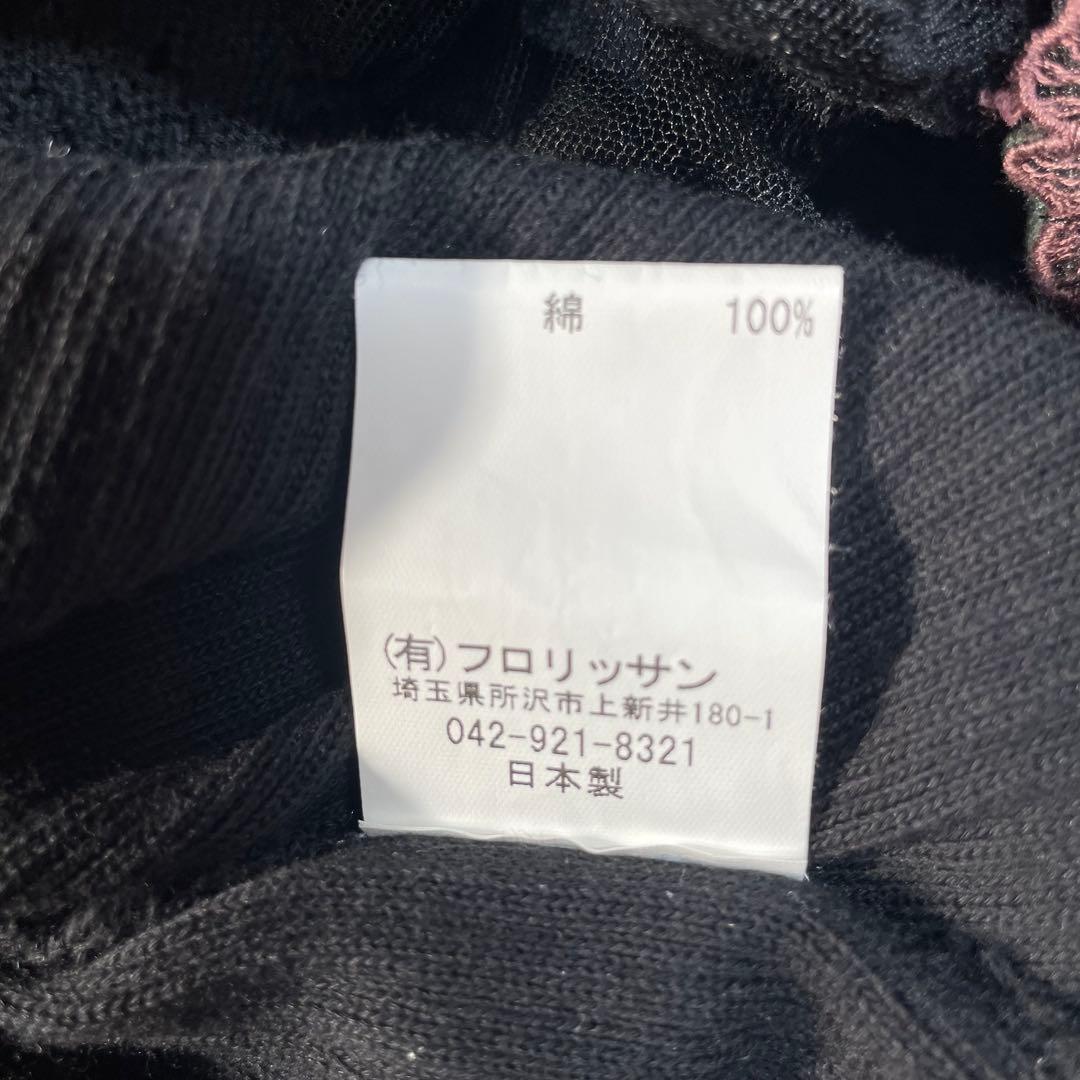 綿 100%
(有)フロリッサン
埼玉県所沢市上新井180-1
042-921-8321
日本製